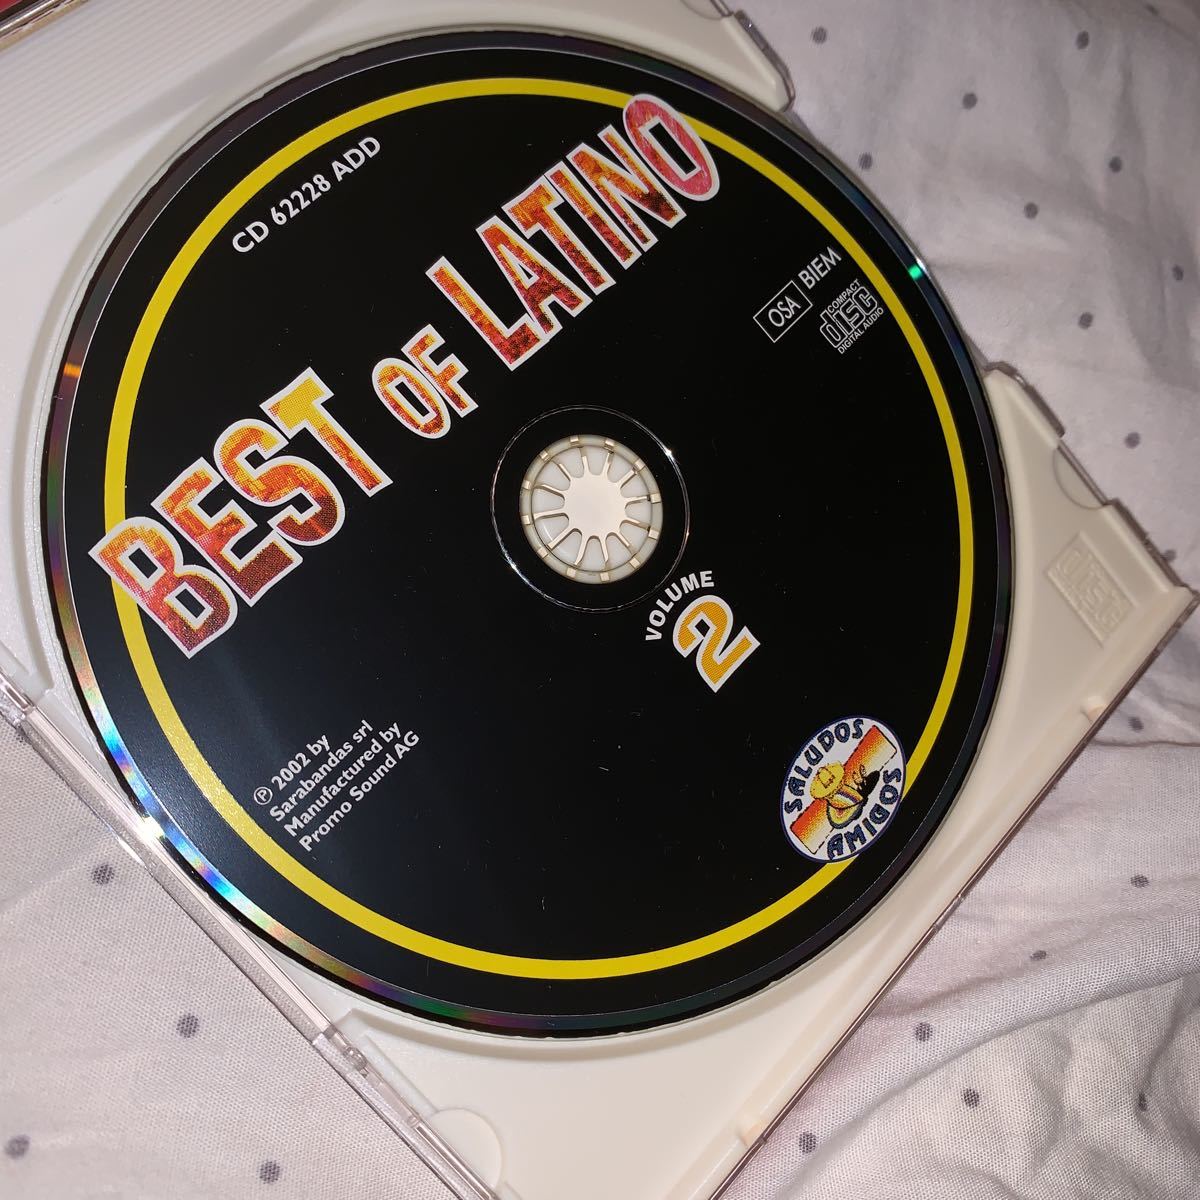 CD 62228 ADD
BEST OF LATINO
OSA BIEM
COMPACT
disc
DIGITAL AUDIO
VOLUME
2
℗ 2002 by
Sarabandas srl
Manufactured by
Promo Sound AG
SALUDOS
AMIGOS
disc